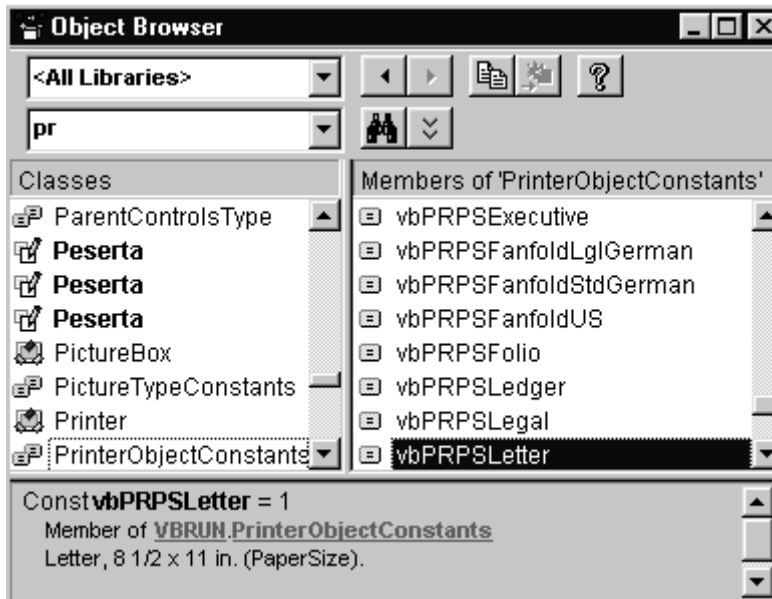 Object Browser
<All Libraries>
pr
Classes
ParentControlsType
Peserta
Peserta
Peserta
PictureBox
PictureTypeConstants
Printer
PrinterObjectConstants
Members of 'PrinterObjectConstants'
vbPRPSExecutive
vbPRPSFanfoldLglGerman
vbPRPSFanfoldStdGerman
vbPRPSFanfoldUS
vbPRPSFolio
vbPRPSLedger
vbPRPSLegal
vbPRPSLetter
Const vbPRPSLetter = 1
Member of VBRUN.PrinterObjectConstants
Letter, 8 1/2 x 11 in. (PaperSize).